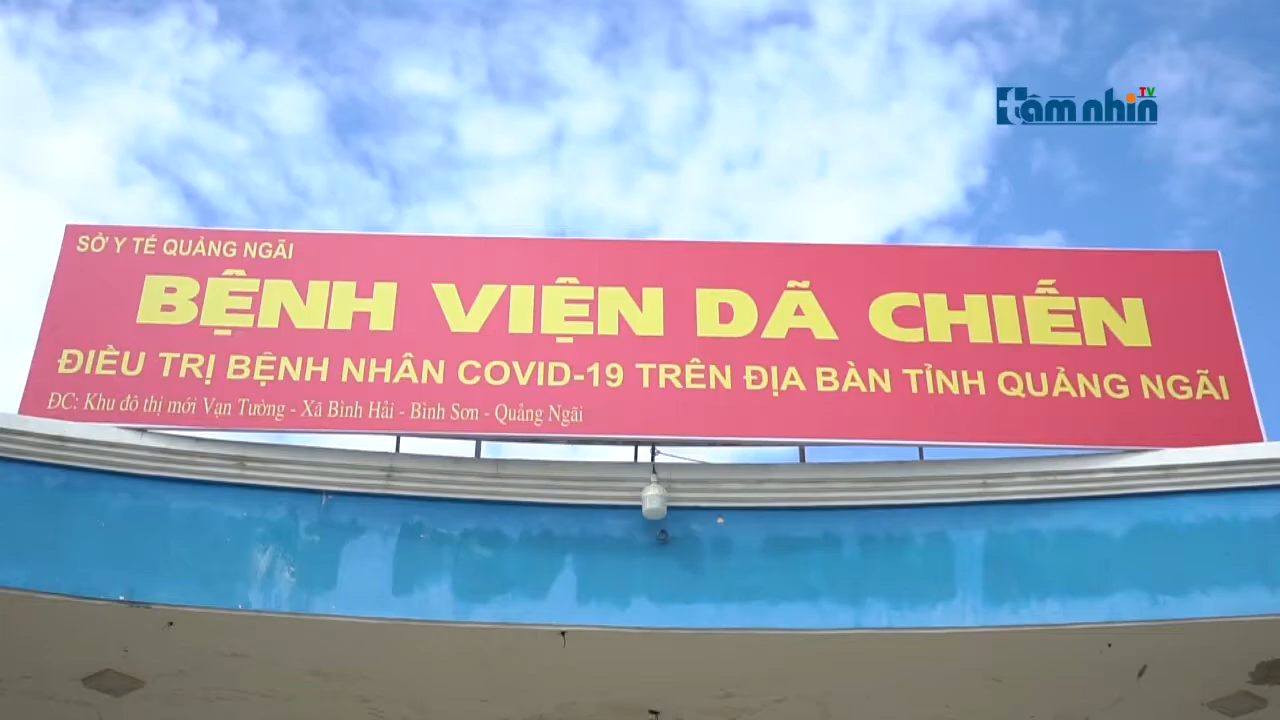 tâm nhìn TV
SỞ Y TẾ QUẢNG NGÃI
BỆNH VIỆN DÃ CHIẾN
ĐIỀU TRỊ BỆNH NHÂN COVID-19 TRÊN ĐỊA BÀN TỈNH QUẢNG NGÃI
ĐC: Khu đô thị mới Vạn Tường - Xã Bình Hải - Bình Sơn - Quảng Ngãi